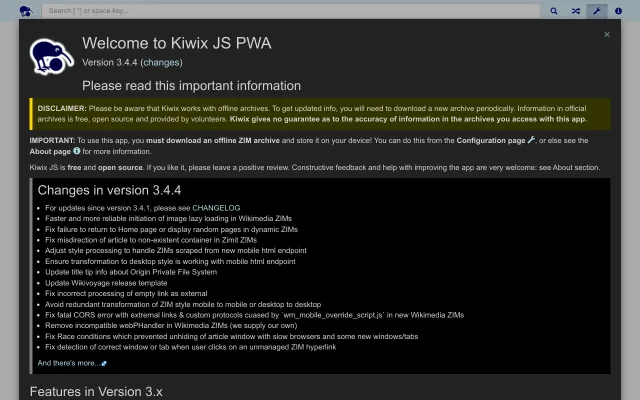 Search [ *] or space key...
×
Welcome to Kiwix JS PWA
Version 3.4.4 (changes)
Please read this important information
DISCLAIMER: Please be aware that Kiwix works with offline archives. To get updated info, you will need to download a new archive periodically. Information in official
archives is free, open source and provided by volunteers. Kiwix gives no guarantee as to the accuracy of information in the archives you access with this app.
IMPORTANT: To use this app, you must download an offline ZIM archive and store it on your device! You can do this from the Configuration page, or else see the
About page for more information.
Kiwix JS is free and open source. If you like it, please leave a positive review. Constructive feedback and help with improving the app are very welcome: see About section.
Changes in version 3.4.4
• For updates since version 3.4.1, please see CHANGELOG
• Faster and more reliable initiation of image lazy loading in Wikimedia ZIMs
• Fix failure to return to Home page or display random pages in dynamic ZIMs
• Fix misdirection of article to non-existent container in Zimit ZIMs
• Adjust style processing to handle ZIMs scraped from new mobile html endpoint
• Ensure transformation to desktop style is working with mobile html endpoint
• Update title tip info about Origin Private File System
• Update Wikivoyage release template
• Fix incorrect processing of empty link as external
• Avoid redundant transformation of ZIM style mobile to mobile or desktop to desktop
• Fix fatal CORS error with extremal links & custom protocols cuased by `wm_mobile_override_script.js` in new Wikimedia ZIMs
• Remove incompatible webPHandler in Wikimedia ZIMs (we supply our own)
• Fix Race conditions which prevented unhiding of article window with slow browsers and some new windows/tabs
• Fix detection of correct window or tab when user clicks on an unmanaged ZIM hyperlink
And there's more...
Features in Version 3.x